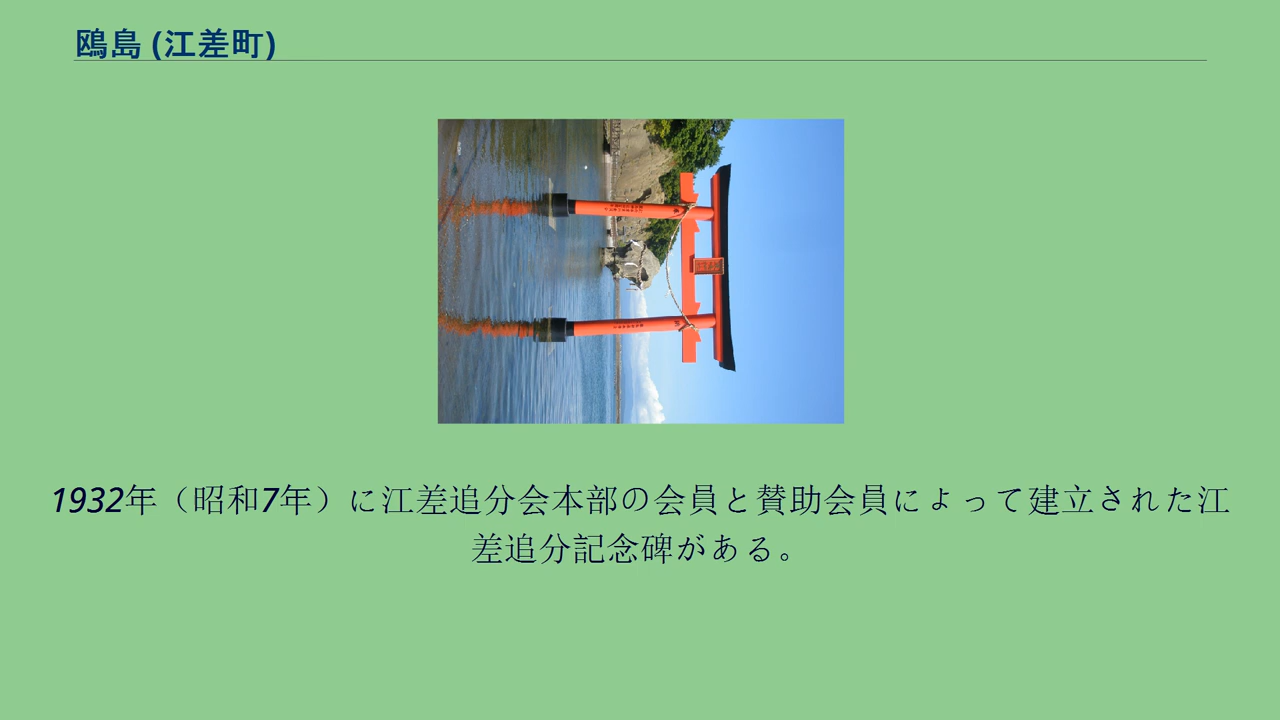 鴎島 (江差町)
1932年（昭和7年）に江差追分会本部の会員と賛助会員によって建立された江
差追分記念碑がある。